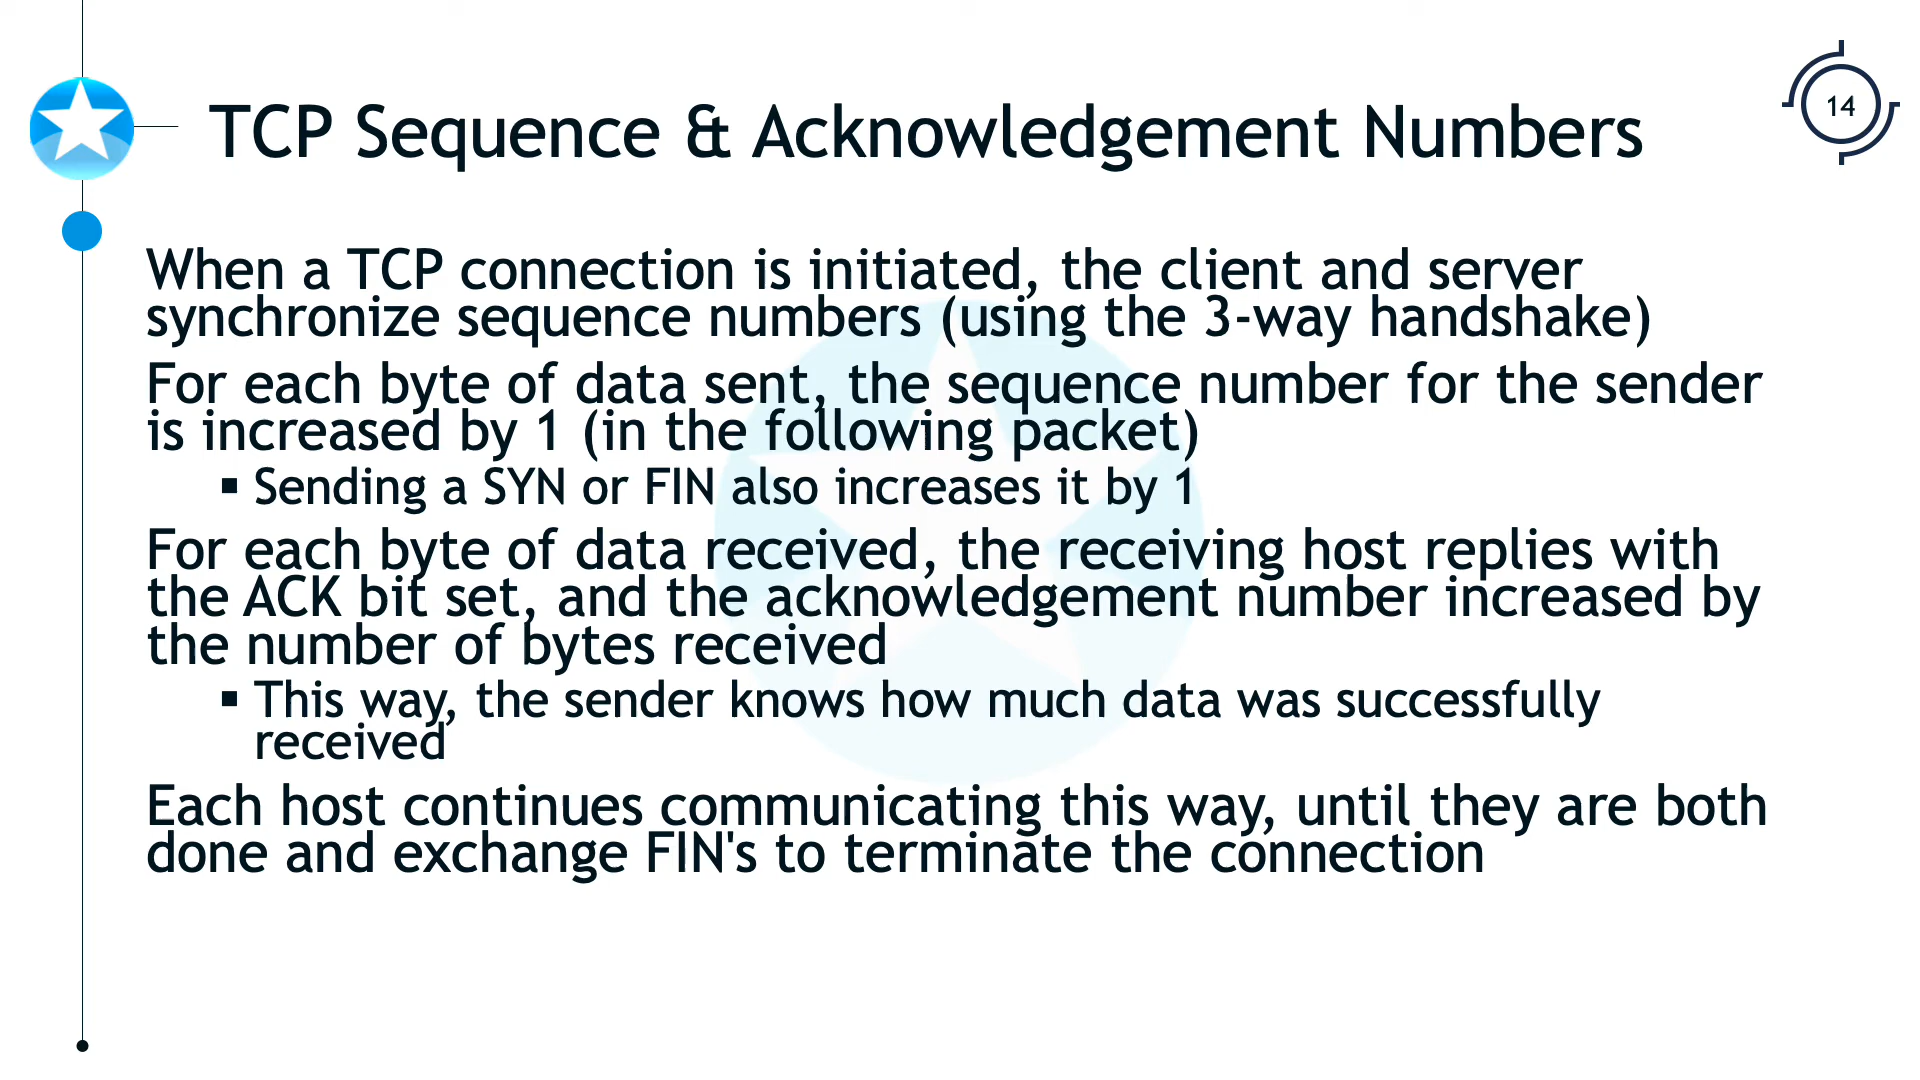 TCP Sequence & Acknowledgement Numbers
14
When a TCP connection is initiated, the client and server
synchronize sequence numbers (using the 3-way handshake)
For each byte of data sent, the sequence number for the sender
is increased by 1 (in the following packet)
▪ Sending a SYN or FIN also increases it by 1
For each byte of data received, the receiving host replies with
the ACK bit set, and the acknowledgement number increased by
the number of bytes received
▪ This way, the sender knows how much data was successfully
received
Each host continues communicating this way, until they are both
done and exchange FIN's to terminate the connection